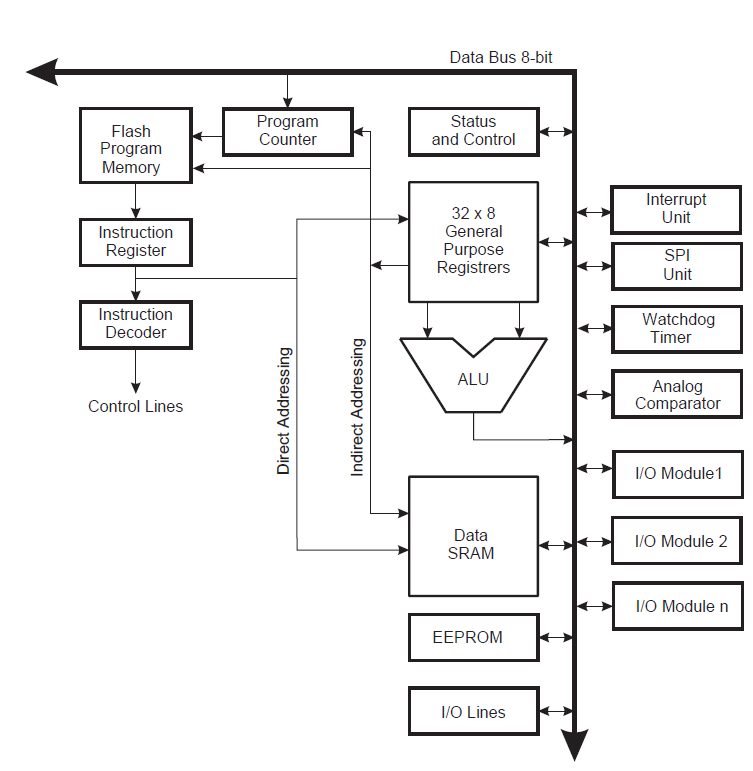 Data Bus 8-bit
Flash
Program
Memory
Program
Counter
Status
and Control
32 x 8
General
Purpose
Registrers
Interrupt
Unit
Instruction
Register
SPI
Unit
Instruction
Decoder
Watchdog
Timer
Control Lines
Direct Addressing
Indirect Addressing
ALU
Analog
Comparator
I/O Module1
Data
SRAM
I/O Module 2
I/O Module n
EEPROM
I/O Lines